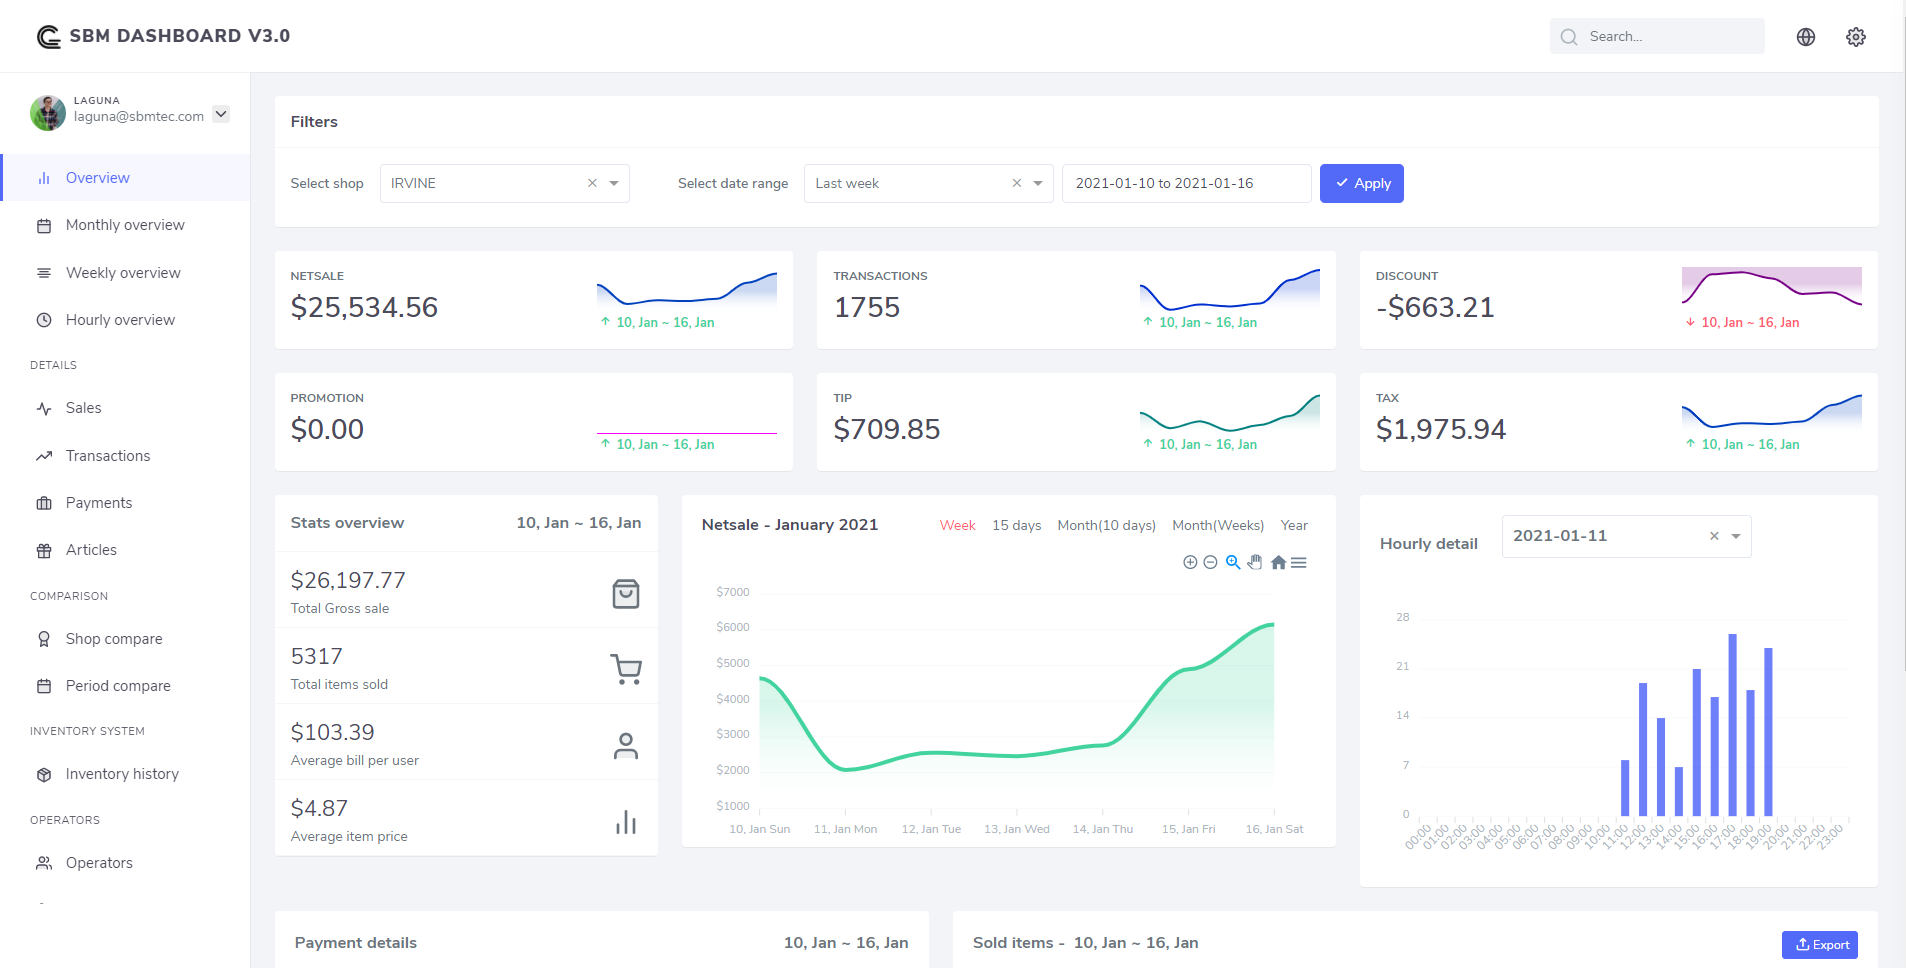 SBM DASHBOARD V3.0
Search...
LAGUNA
laguna@sbmtec.com
Overview
Monthly overview
Weekly overview
Hourly overview
DETAILS
Sales
Transactions
Payments
Articles
COMPARISON
Shop compare
Period compare
INVENTORY SYSTEM
Inventory history
OPERATORS
Operators
Filters
Select shop IRVINE
Select date range Last week 2021-01-10 to 2021-01-16 Apply
NETSALE
$25,534.56
10, Jan ~ 16, Jan
TRANSACTIONS
1755
10, Jan ~ 16, Jan
DISCOUNT
-$663.21
10, Jan ~ 16, Jan
PROMOTION
$0.00
10, Jan ~ 16, Jan
TIP
$709.85
10, Jan ~ 16, Jan
TAX
$1,975.94
10, Jan ~ 16, Jan
Stats overview 10, Jan ~ 16, Jan
$26,197.77
Total Gross sale
5317
Total items sold
$103.39
Average bill per user
$4.87
Average item price
Netsale - January 2021
Week 15 days Month(10 days) Month(Weeks) Year
$7000
$6000
$5000
$4000
$3000
$2000
$1000
10, Jan Sun 11, Jan Mon 12, Jan Tue 13, Jan Wed 14, Jan Thu 15, Jan Fri 16, Jan Sat
Hourly detail 2021-01-11
28
21
14
7
0
00:00 01:00 02:00 03:00 04:00 05:00 06:00 07:00 08:00 09:00 10:00 11:00 12:00 13:00 14:00 15:00 16:00 17:00 18:00 19:00 20:00 21:00 22:00 23:00
Payment details 10, Jan ~ 16, Jan
Sold items - 10, Jan ~ 16, Jan
Export